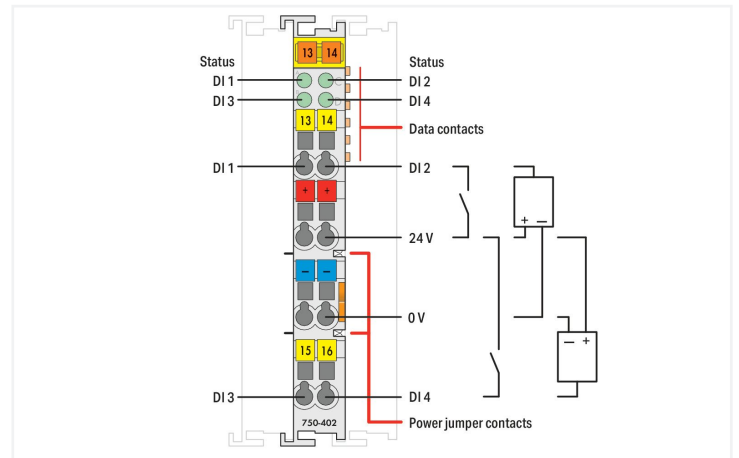 13 14
Status Status
DI 1 A C DI 2
DI 3 B D DI 4
13 14
Data contacts
DI 1 DI 2
+ +
+ −
24 V
− −
0 V
− +
15 16
DI 3 DI 4
750-402
Power jumper contacts